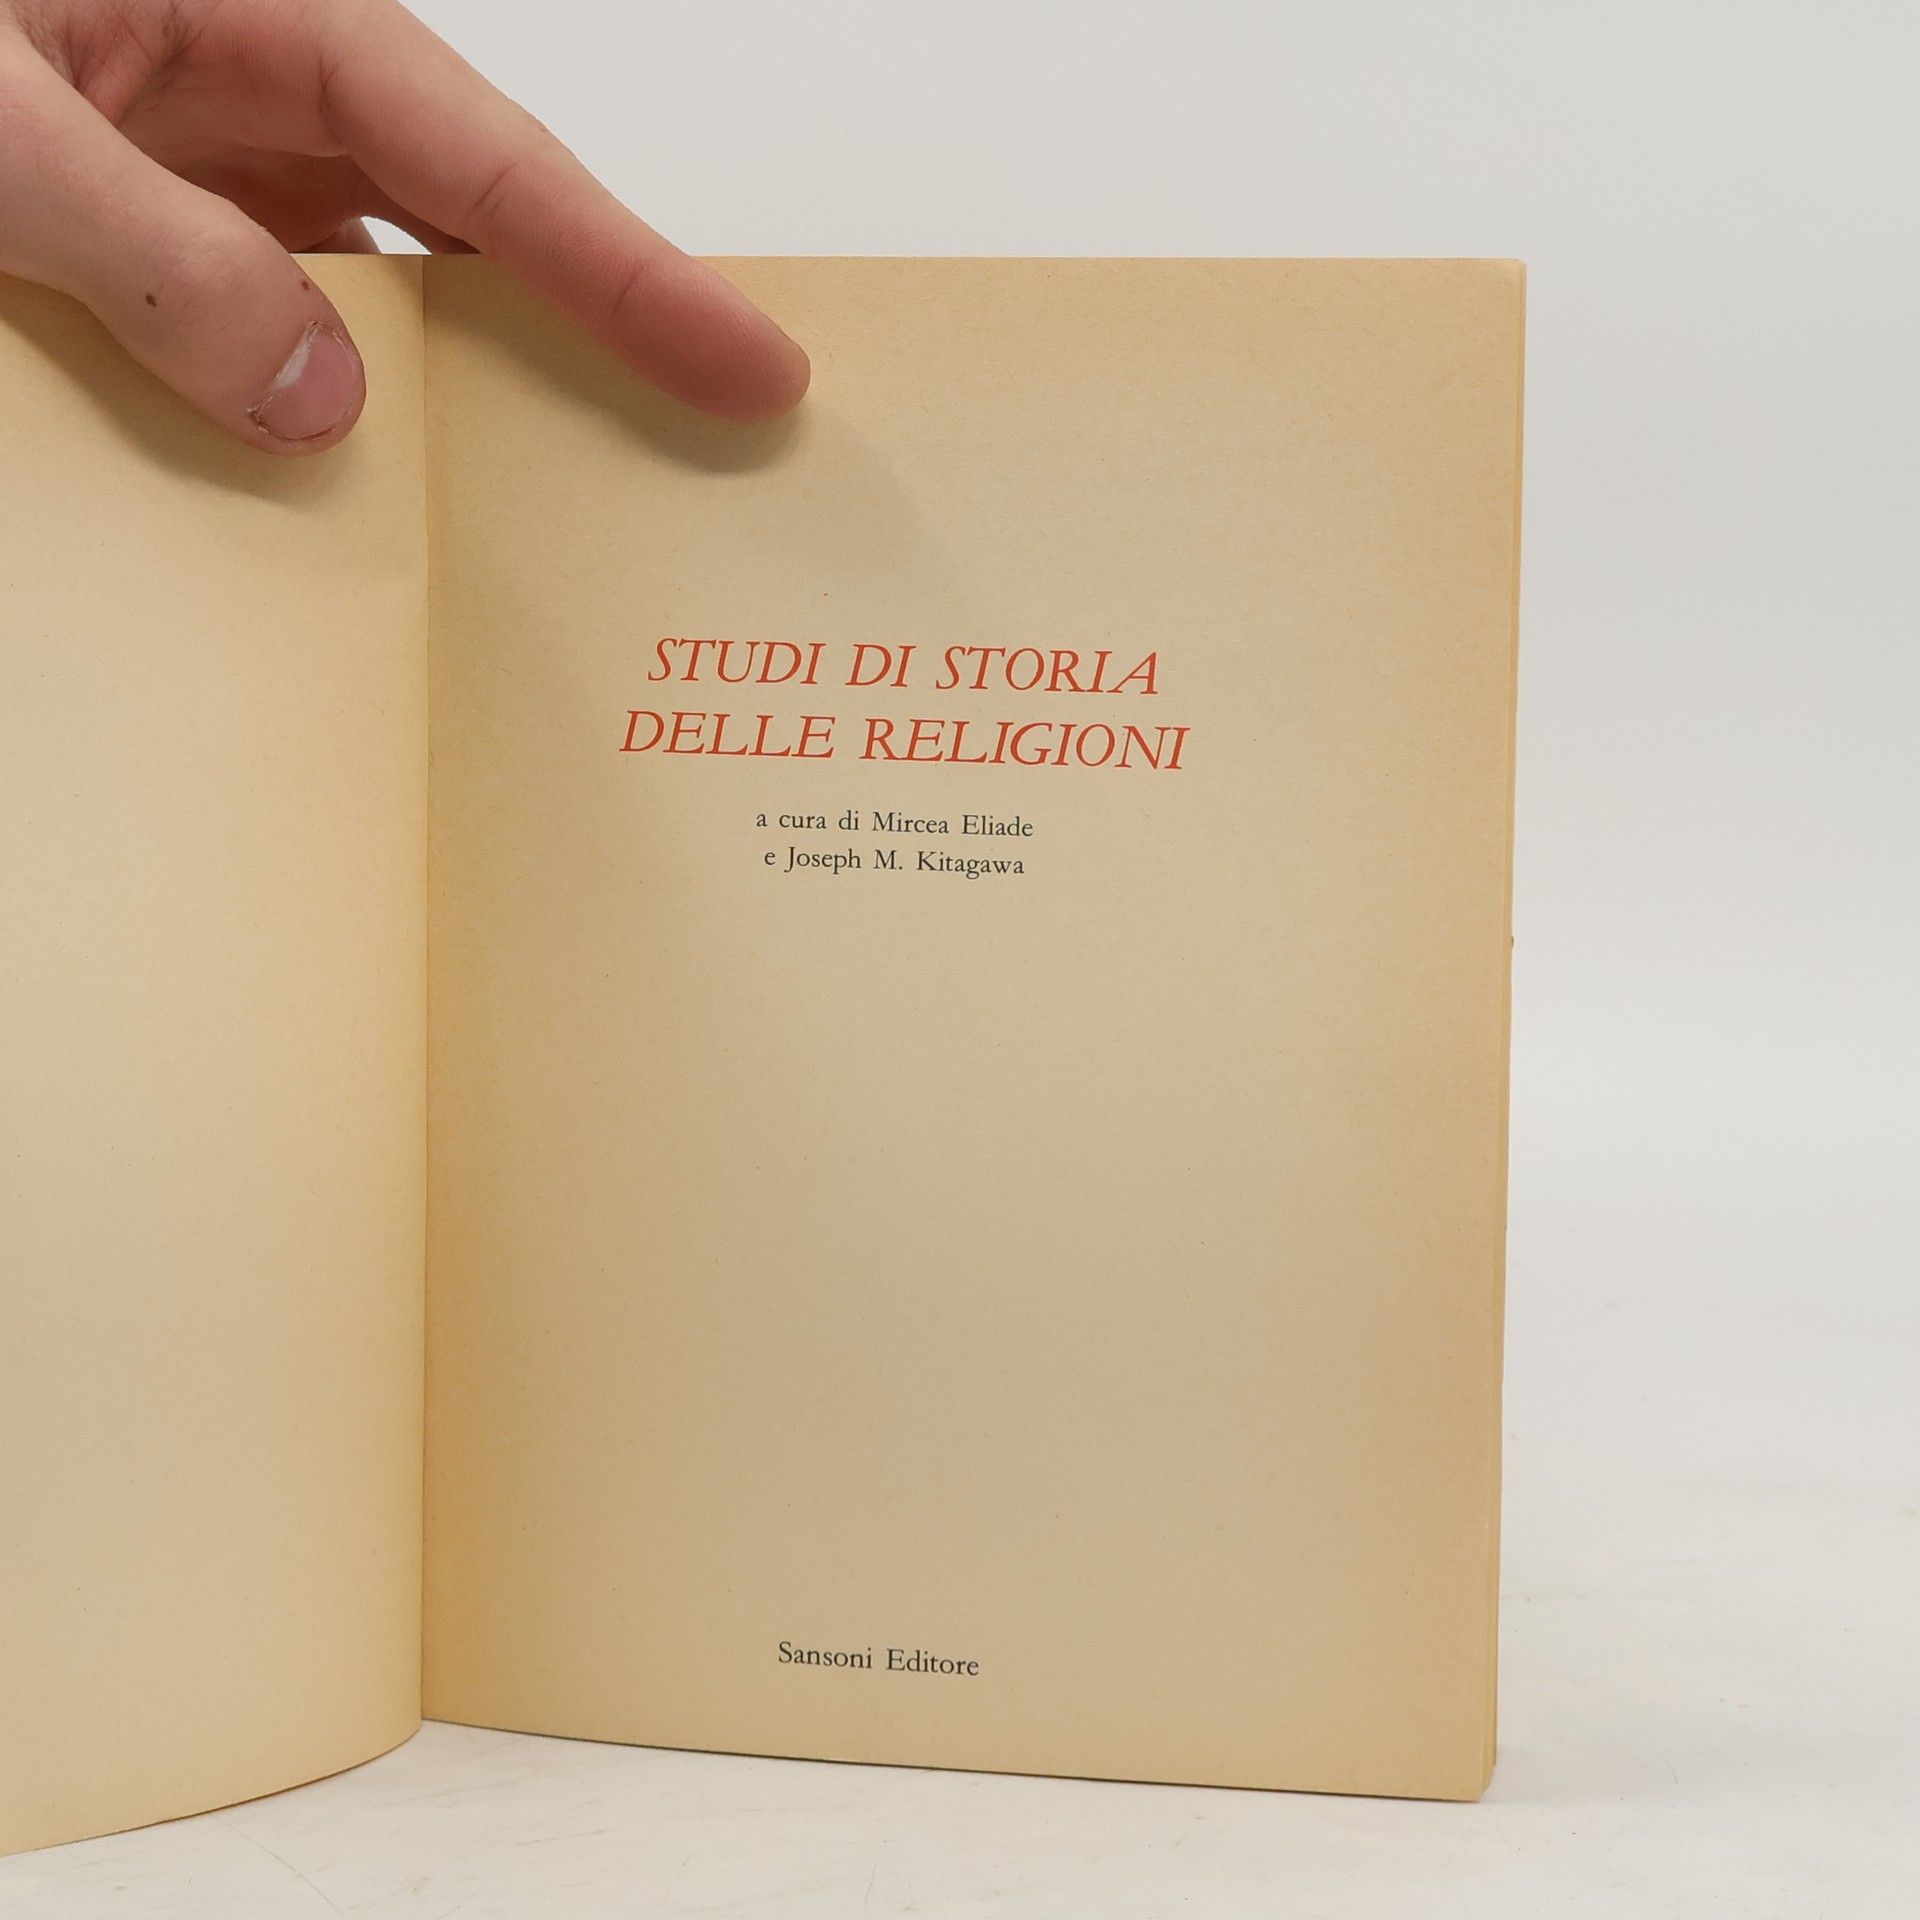 STUDI DI STORIA
DELLE RELIGIONI
a cura di Mircea Eliade
e Joseph M. Kitagawa
Sansoni Editore